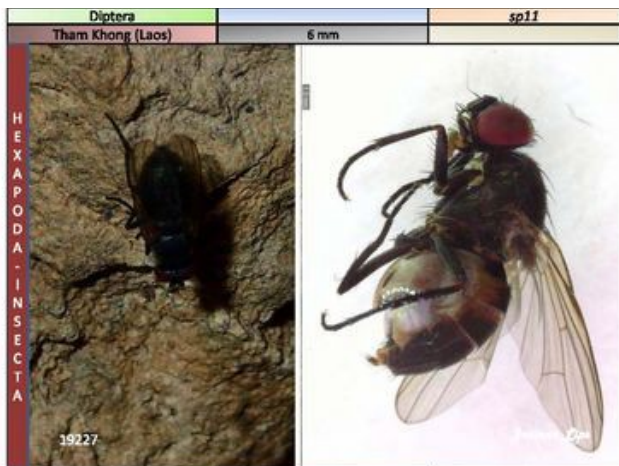 Diptera
sp11
Tham Khong (Laos)
6 mm
HEXAPODA-INSECTA
19227